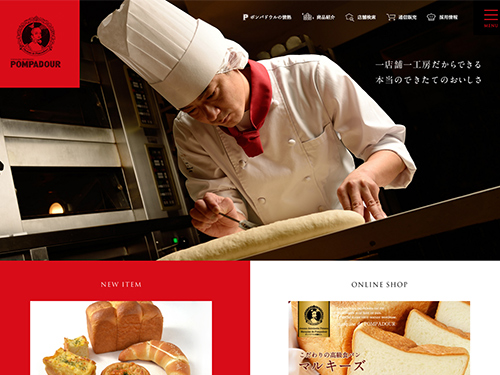 POMPADOUR
ポンパドウルの情熱
商品紹介
店舗検索
通信販売
採用情報
MENU
一店舗一工房だからできる
本当のできたてのおいしさ
NEW ITEM
ONLINE SHOP
POMPADOUR
こだわりの高級食パン
マルキーズ